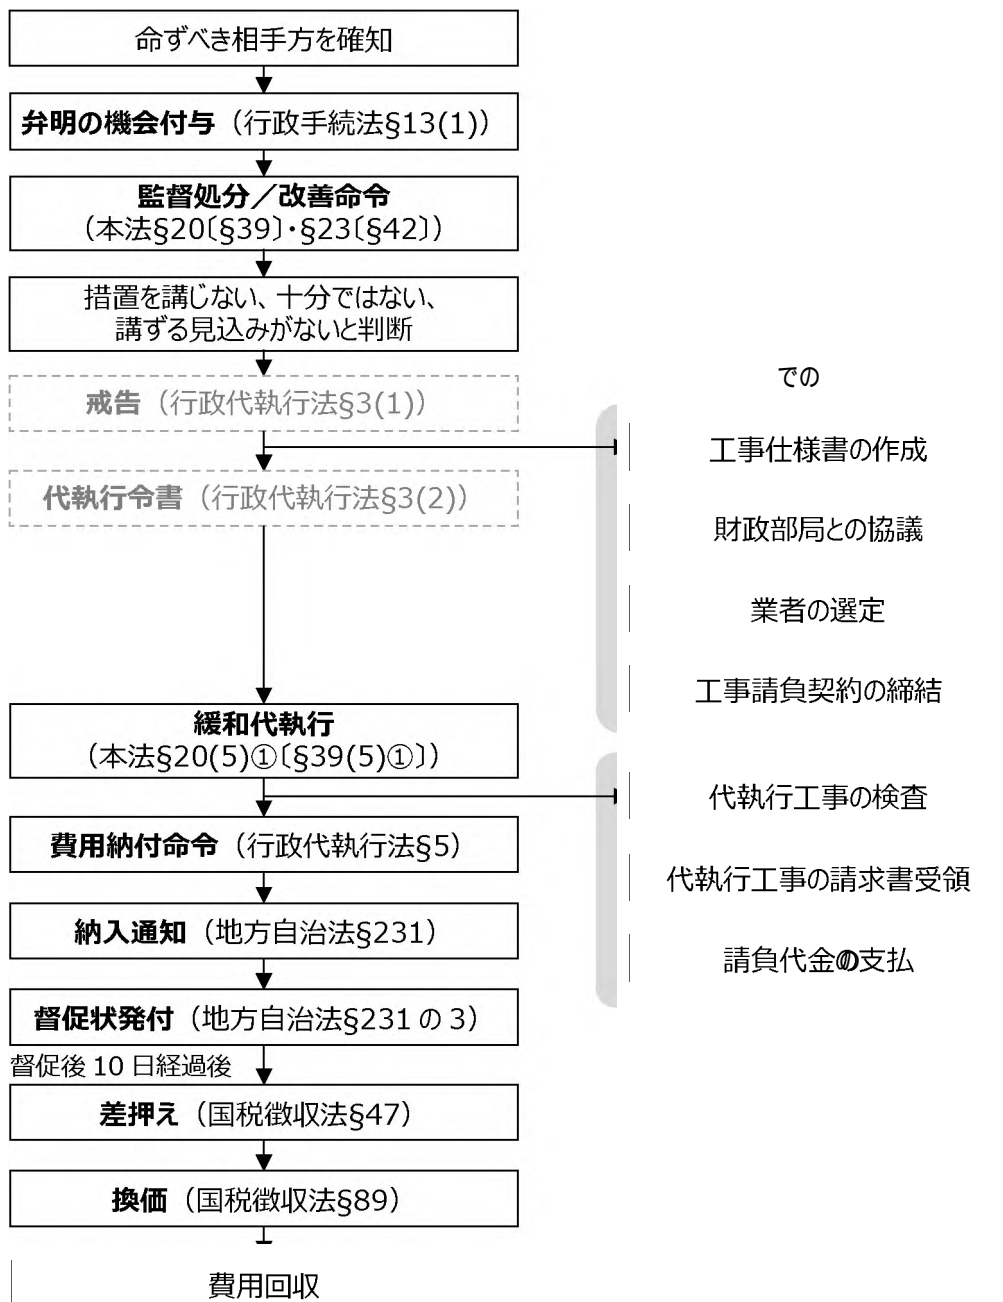 命ずべき相手方を確知
弁明の機会付与（行政手続法§13(1)）
監督処分／改善命令
（本法§20〔§39〕・§23〔§42〕）
措置を講じない、十分ではない、
講ずる見込みがないと判断
戒告（行政代執行法§3(1)）
代執行令書（行政代執行法§3(2)）
緩和代執行
（本法§20(5)①〔§39(5)①〕）
費用納付命令（行政代執行法§5）
納入通知（地方自治法§231）
督促状発付（地方自治法§231 の 3）
督促後 10 日経過後
差押え（国税徴収法§47）
換価（国税徴収法§89）
費用回収
での
工事仕様書の作成
財政部局との協議
業者の選定
工事請負契約の締結
代執行工事の検査
代執行工事の請求書受領
請負代金の支払